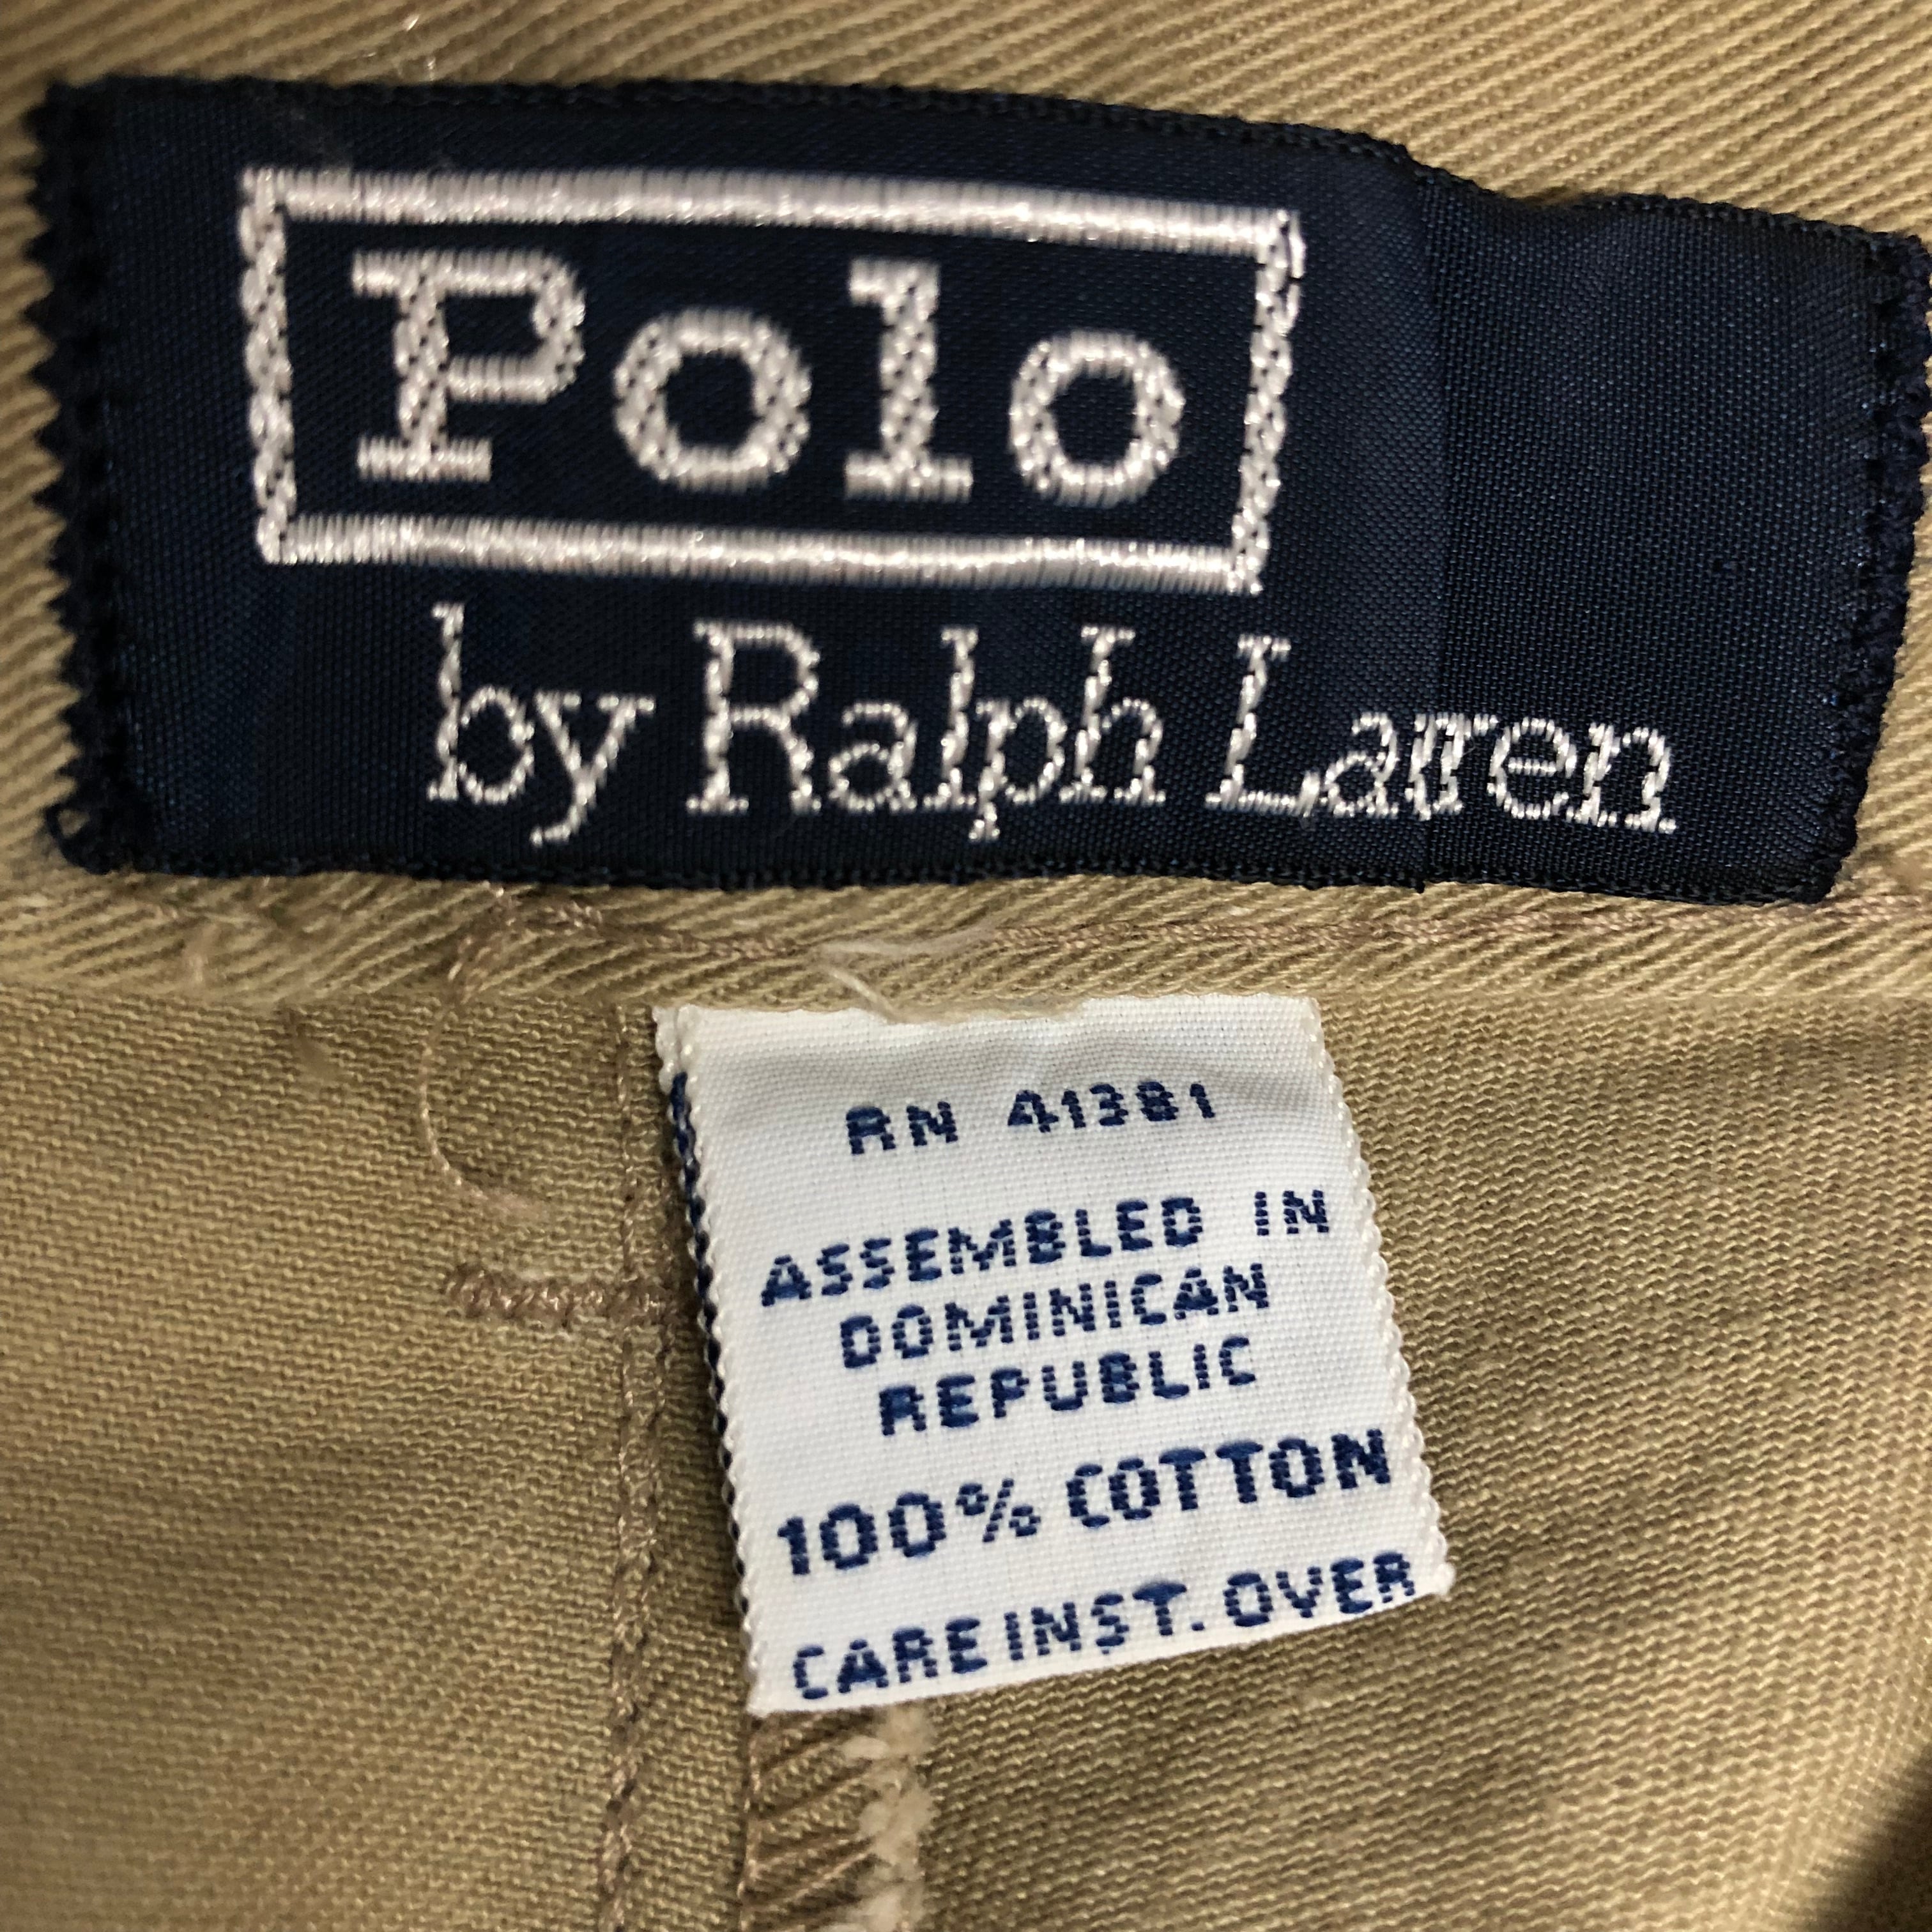 Polo
by Ralph Lauren
RN 41381
ASSEMBLED IN
DOMINICAN
REPUBLIC
100% COTTON
CARE INST. OVER